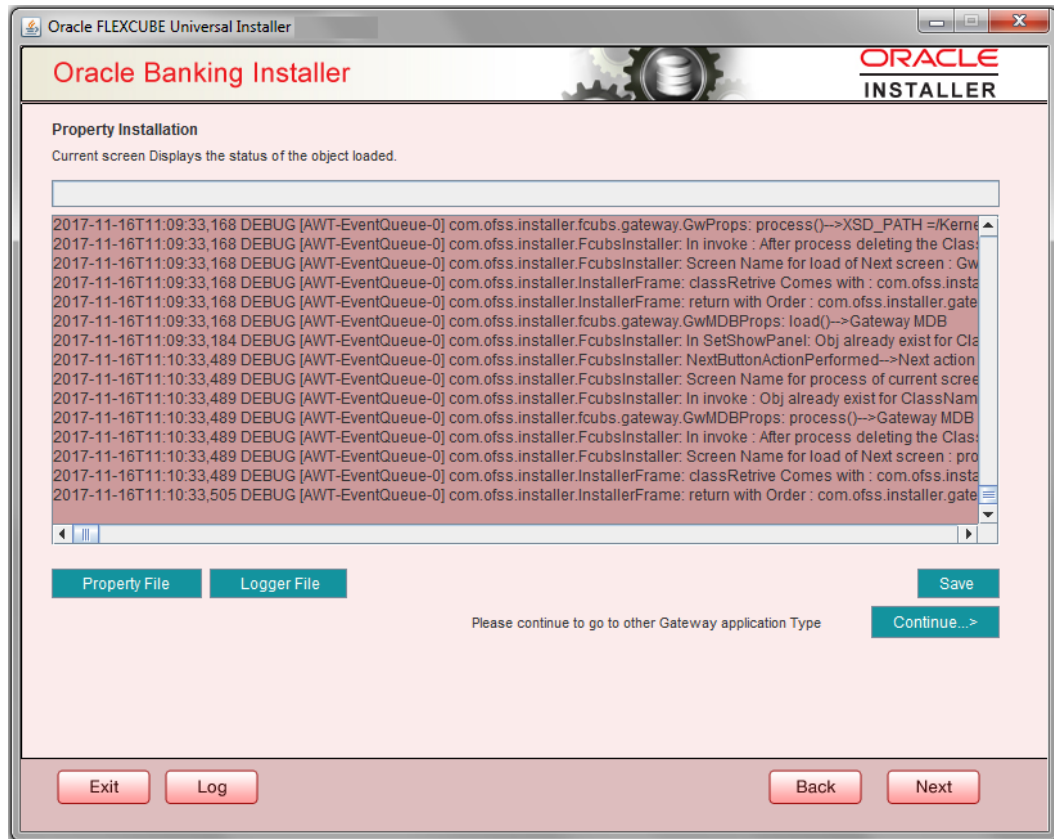 Oracle FLEXCUBE Universal Installer
Oracle Banking Installer
ORACLE
INSTALLER
Property Installation
Current screen Displays the status of the object loaded.
2017-11-16T11:09:33,168 DEBUG [AWT-EventQueue-0] com.ofss.installer.fcubs.gateway.GwProps: process()-->XSD_PATH =/Kerne
2017-11-16T11:09:33,168 DEBUG [AWT-EventQueue-0] com.ofss.installer.FcubsInstaller: In invoke : After process deleting the Clas
2017-11-16T11:09:33,168 DEBUG [AWT-EventQueue-0] com.ofss.installer.FcubsInstaller: Screen Name for load of Next screen : Gw
2017-11-16T11:09:33,168 DEBUG [AWT-EventQueue-0] com.ofss.installer.InstallerFrame: classRetrive Comes with : com.ofss.insta
2017-11-16T11:09:33,168 DEBUG [AWT-EventQueue-0] com.ofss.installer.InstallerFrame: return with Order : com.ofss.installer.gate
2017-11-16T11:09:33,168 DEBUG [AWT-EventQueue-0] com.ofss.installer.fcubs.gateway.GwMDBProps: load()-->Gateway MDB
2017-11-16T11:09:33,184 DEBUG [AWT-EventQueue-0] com.ofss.installer.FcubsInstaller: In SetShowPanel: Obj already exist for Cla
2017-11-16T11:10:33,489 DEBUG [AWT-EventQueue-0] com.ofss.installer.FcubsInstaller: NextButtonActionPerformed-->Next action
2017-11-16T11:10:33,489 DEBUG [AWT-EventQueue-0] com.ofss.installer.FcubsInstaller: Screen Name for process of current scree
2017-11-16T11:10:33,489 DEBUG [AWT-EventQueue-0] com.ofss.installer.FcubsInstaller: In invoke : Obj already exist for ClassNam
2017-11-16T11:10:33,489 DEBUG [AWT-EventQueue-0] com.ofss.installer.fcubs.gateway.GwMDBProps: process()-->Gateway MDB
2017-11-16T11:10:33,489 DEBUG [AWT-EventQueue-0] com.ofss.installer.FcubsInstaller: In invoke : After process deleting the Clas
2017-11-16T11:10:33,489 DEBUG [AWT-EventQueue-0] com.ofss.installer.FcubsInstaller: Screen Name for load of Next screen : pro
2017-11-16T11:10:33,489 DEBUG [AWT-EventQueue-0] com.ofss.installer.InstallerFrame: classRetrive Comes with : com.ofss.insta
2017-11-16T11:10:33,505 DEBUG [AWT-EventQueue-0] com.ofss.installer.InstallerFrame: return with Order : com.ofss.installer.gate
Property File
Logger File
Save
Please continue to go to other Gateway application Type
Continue...>
Exit
Log
Back
Next